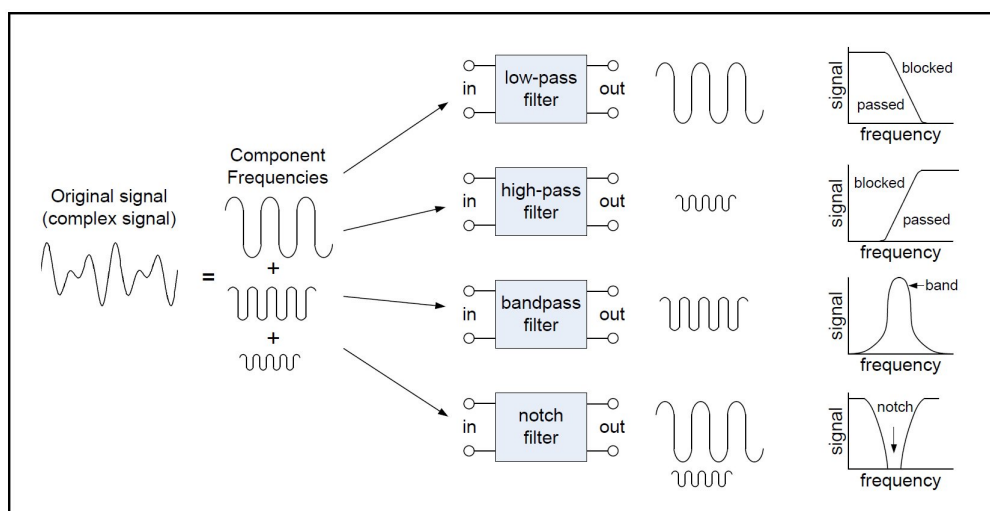 Original signal
(complex signal)
=
Component
Frequencies
+
+
in
low-pass
filter
out
signal
blocked
passed
frequency
in
high-pass
filter
out
signal
blocked
passed
frequency
in
bandpass
filter
out
signal
band
frequency
in
notch
filter
out
signal
notch
frequency